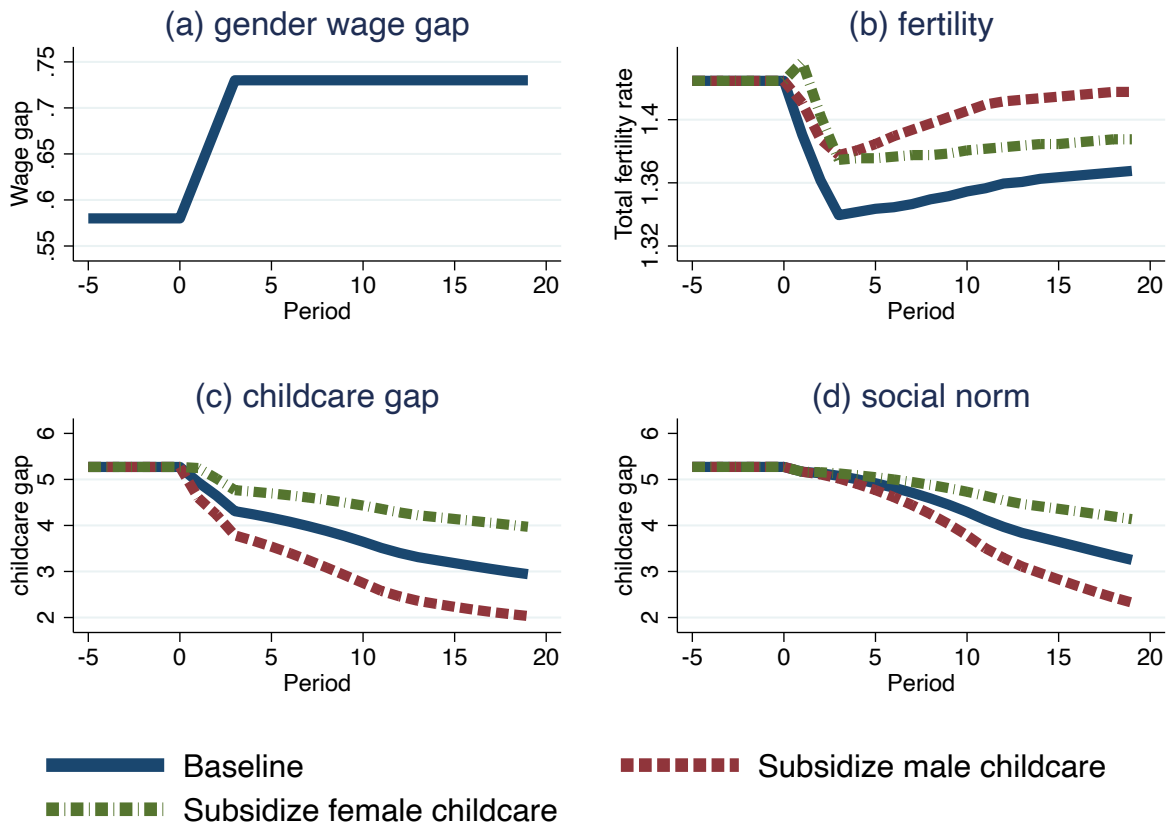 (a) gender wage gap
Wage gap
.75
.7
.65
.6
.55
-5 0 5 10 15 20
Period
(b) fertility
Total fertility rate
1.4
1.36
1.32
-5 0 5 10 15 20
Period
(c) childcare gap
childcare gap
6
5
4
3
2
-5 0 5 10 15 20
Period
(d) social norm
childcare gap
6
5
4
3
2
-5 0 5 10 15 20
Period
Baseline
Subsidize male childcare
Subsidize female childcare